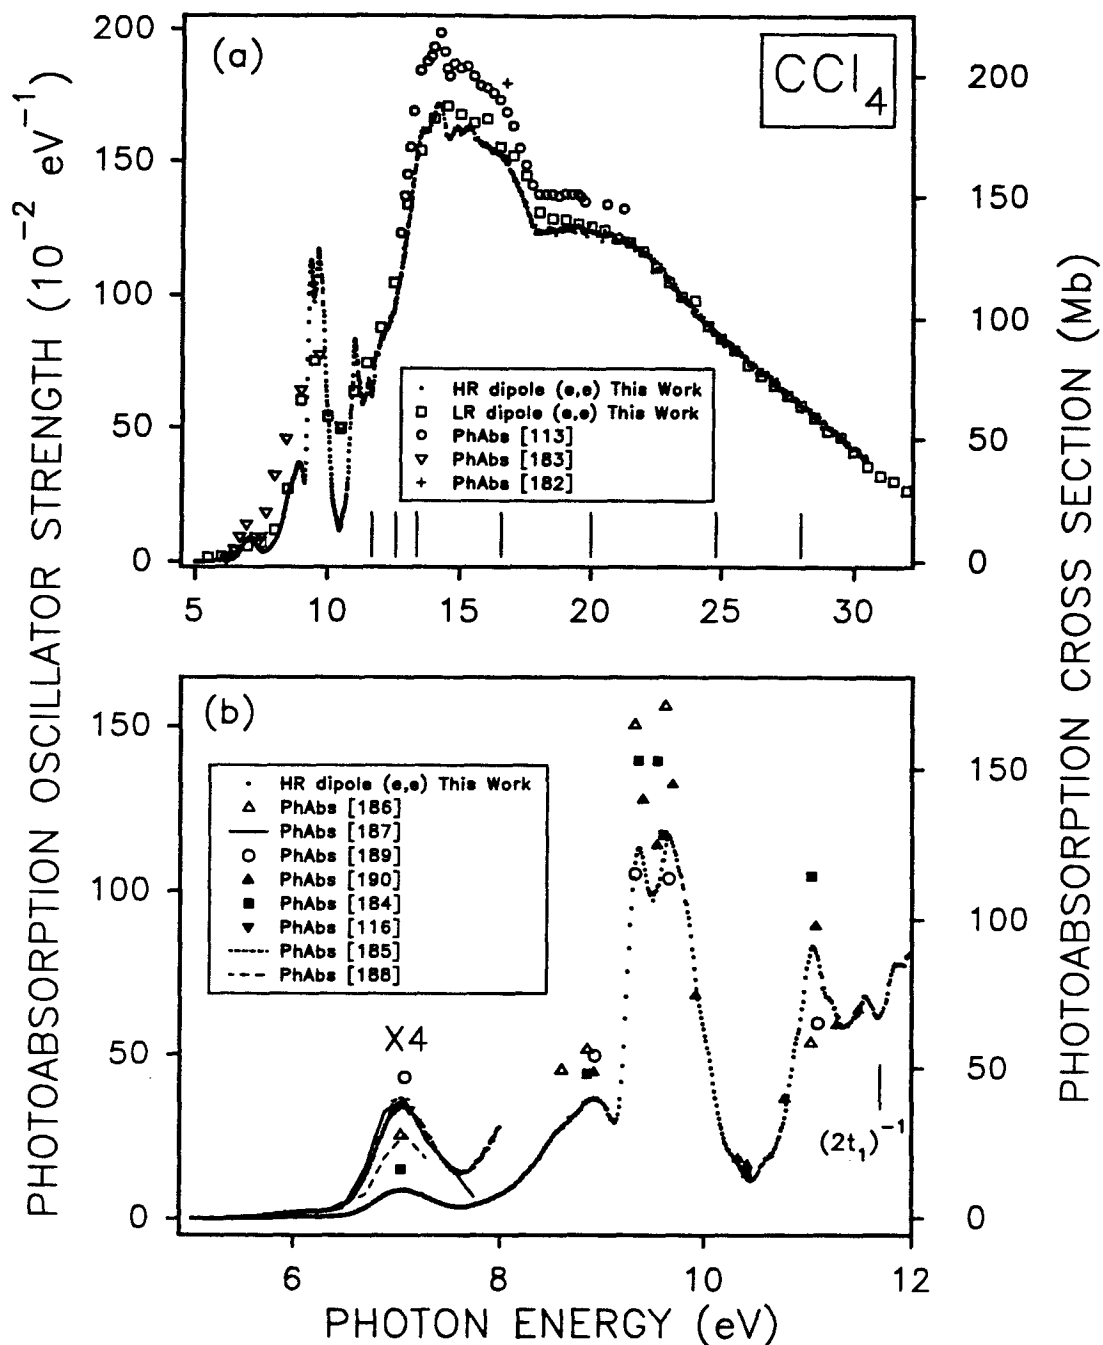 PHOTOABSORPTION OSCILLATOR STRENGTH (10⁻² eV⁻¹)
PHOTOABSORPTION CROSS SECTION (Mb)
(a)
CCl₄
200
150
100
50
0
200
150
100
50
0
HR dipole (e,e) This Work
LR dipole (e,e) This Work
PhAbs [113]
PhAbs [183]
PhAbs [182]
5 10 15 20 25 30
(b)
150
100
50
0
150
100
50
0
HR dipole (e,e) This Work
PhAbs [186]
PhAbs [187]
PhAbs [189]
PhAbs [190]
PhAbs [184]
PhAbs [116]
PhAbs [185]
PhAbs [188]
X4
(2t₁)⁻¹
6 8 10 12
PHOTON ENERGY (eV)